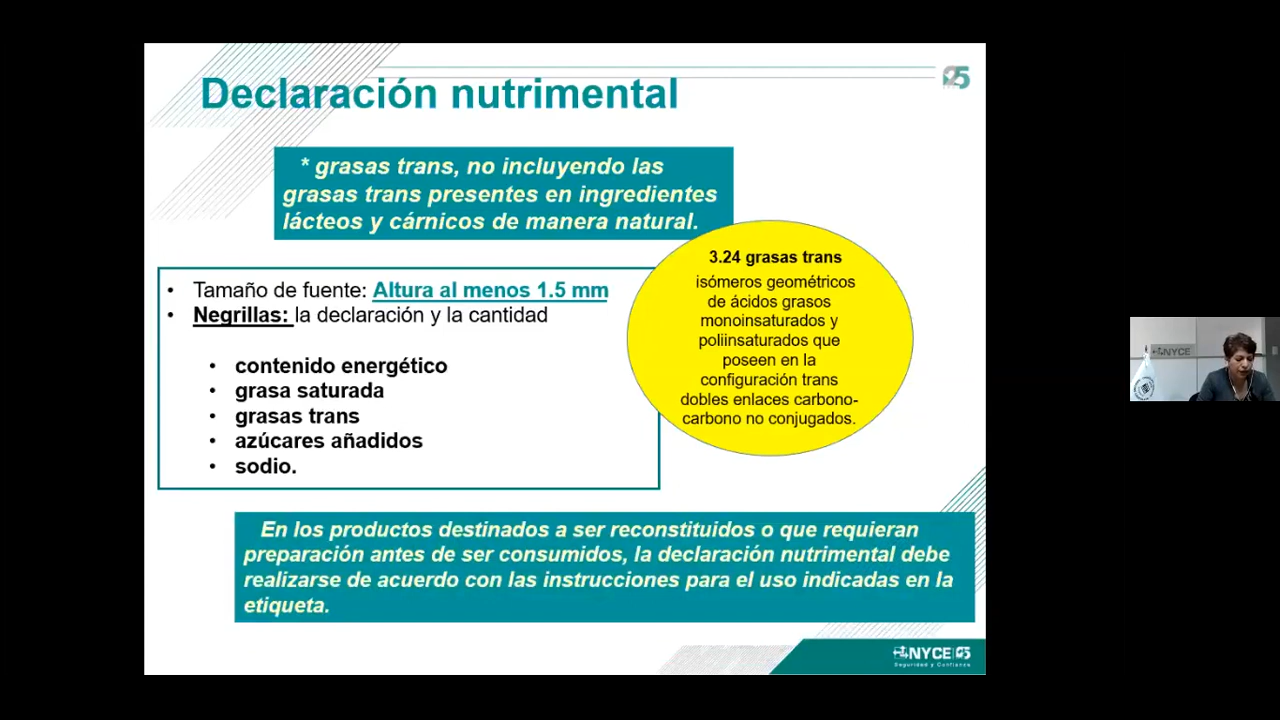 Declaración nutrimental
* grasas trans, no incluyendo las
grasas trans presentes en ingredientes
lácteos y cárnicos de manera natural.
• Tamaño de fuente: Altura al menos 1.5 mm
• Negrillas: la declaración y la cantidad
• contenido energético
• grasa saturada
• grasas trans
• azúcares añadidos
• sodio.
3.24 grasas trans
isómeros geométricos
de ácidos grasos
monoinsaturados y
poliinsaturados que
poseen en la
configuración trans
dobles enlaces carbono-
carbono no conjugados.
En los productos destinados a ser reconstituidos o que requieran
preparación antes de ser consumidos, la declaración nutrimental debe
realizarse de acuerdo con las instrucciones para el uso indicadas en la
etiqueta.
NYCE
Seguridad y Confianza
NYCE